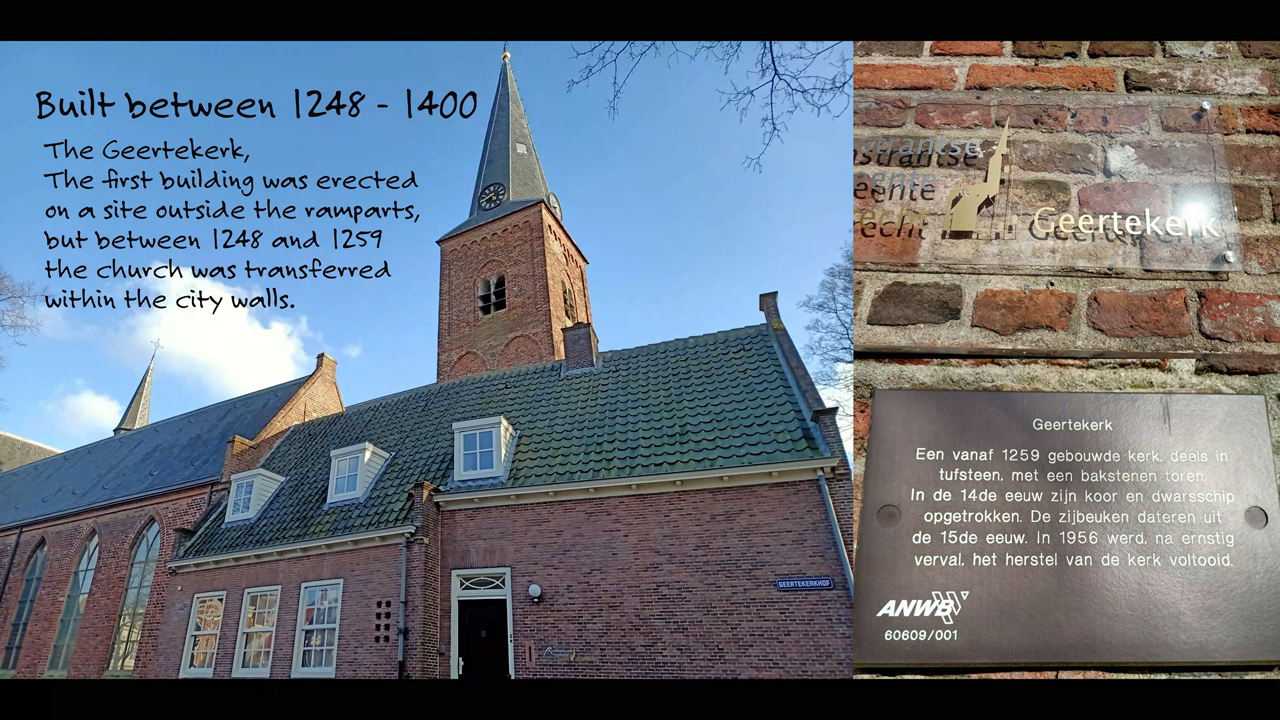 Built between 1248 - 1400
The Geertekerk,
The first building was erected
on a site outside the ramparts,
but between 1248 and 1259
the church was transferred
within the city walls.
GEERTEKERKHOF
strantse
eente
echt
Geertekerk
Geertekerk
Een vanaf 1259 gebouwde kerk, deels in
tufsteen, met een bakstenen toren.
In de 14de eeuw zijn koor en dwarsschip
opgetrokken. De zijbeuken dateren uit
de 15de eeuw. In 1956 werd, na ernstig
verval, het herstel van de kerk voltooid.
ANWB
60609/001